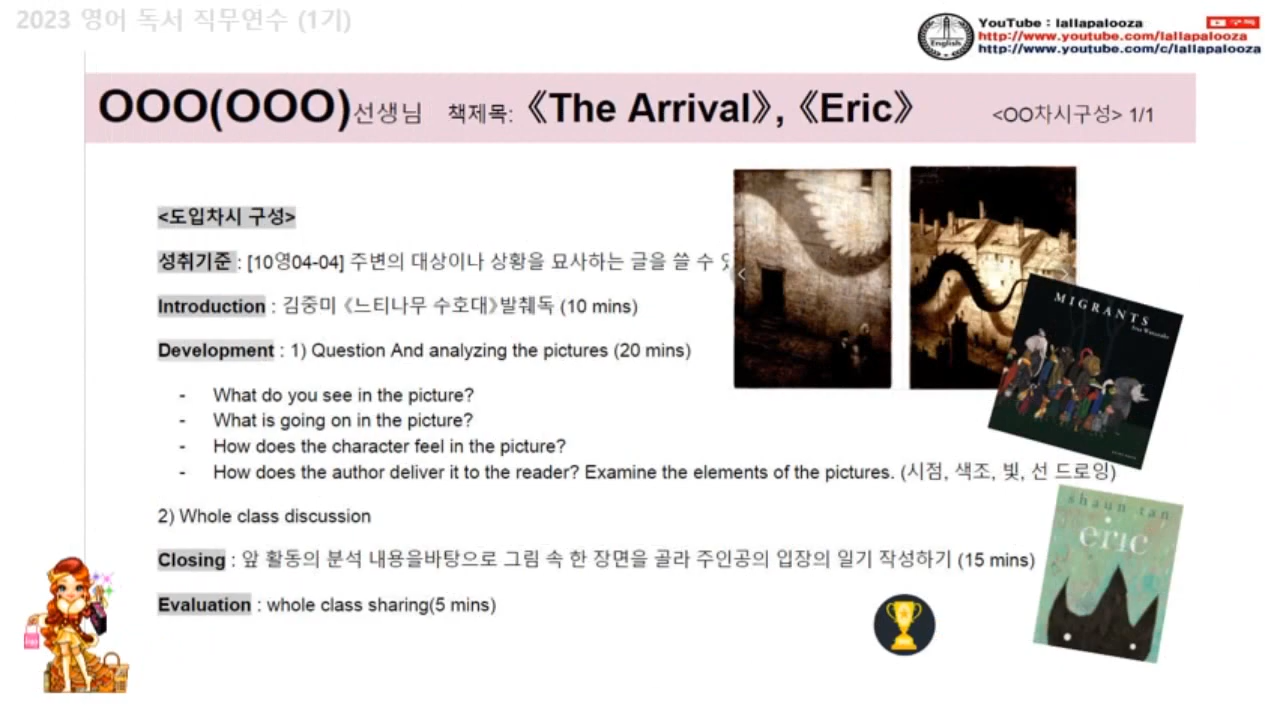 2023 영어 독서 직무연수 (1기)
YouTube : lallapalooza
http://www.youtube.com/lallapalooza
http://www.youtube.com/c/lallapalooza
English
OOO(OOO)선생님 책제목: 《The Arrival》, 《Eric》 <OO차시구성> 1/1
<도입차시 구성>
성취기준 : [10영04-04] 주변의 대상이나 상황을 묘사하는 글을 쓸 수
Introduction : 김중미 《느티나무 수호대》발췌독 (10 mins)
Development : 1) Question And analyzing the pictures (20 mins)
- What do you see in the picture?
- What is going on in the picture?
- How does the character feel in the picture?
- How does the author deliver it to the reader? Examine the elements of the pictures. (시점, 색조, 빛, 선 드로잉)
2) Whole class discussion
Closing : 앞 활동의 분석 내용을바탕으로 그림 속 한 장면을 골라 주인공의 입장의 일기 작성하기 (15 mins)
Evaluation : whole class sharing(5 mins)
MIGRANTS
Issa Watanabe
shaun tan
eric